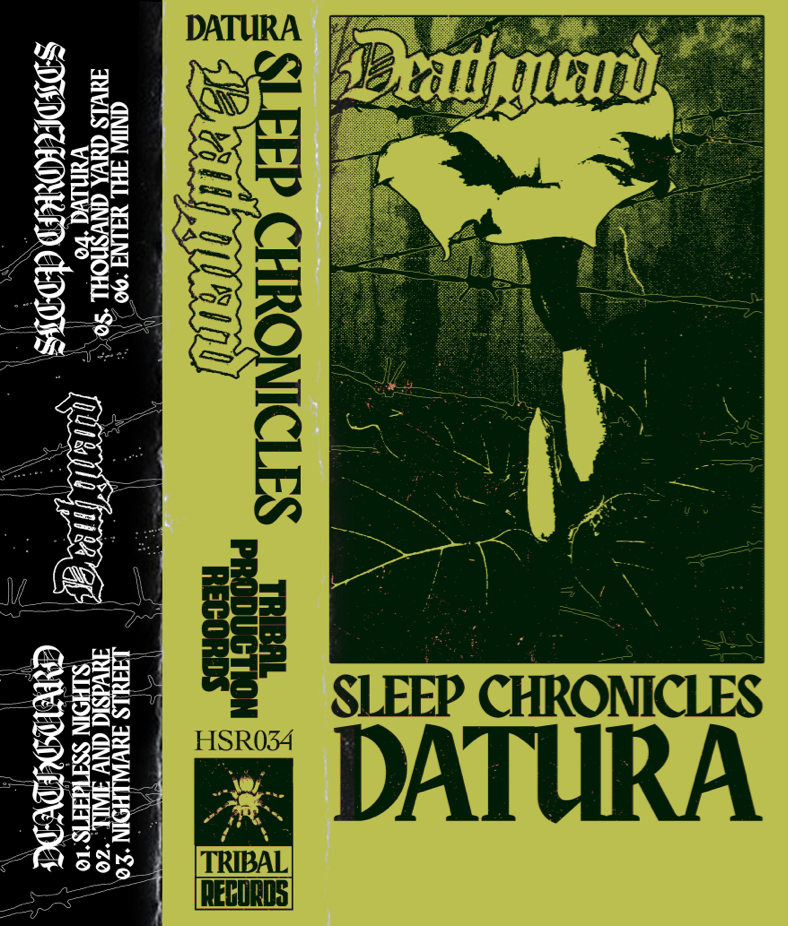 SLEEP CHRONICLES
04. DATURA
05. THOUSAND YARD STARE
06. ENTER THE MIND
Deathguard
DEATHGUARD
01.SLEEPLESS NIGHTS
02. TIME AND DISPARE
03. NIGHTMARE STREET
DATURA
SLEEP CHRONICLES
Deathguard
TRIBAL
PRODUCTION
RECORDS
HSR034
TRIBAL
RECORDS
Deathguard
SLEEP CHRONICLES
DATURA